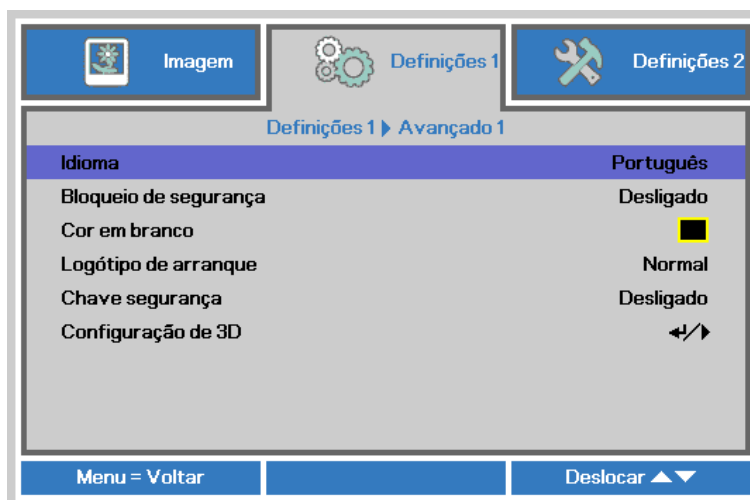 Imagem
Definições 1
Definições 2
Definições 1 Avançado 1
Idioma Português
Bloqueio de segurança Desligado
Cor em branco
Logótipo de arranque Normal
Chave segurança Desligado
Configuração de 3D
Menu = Voltar
Deslocar